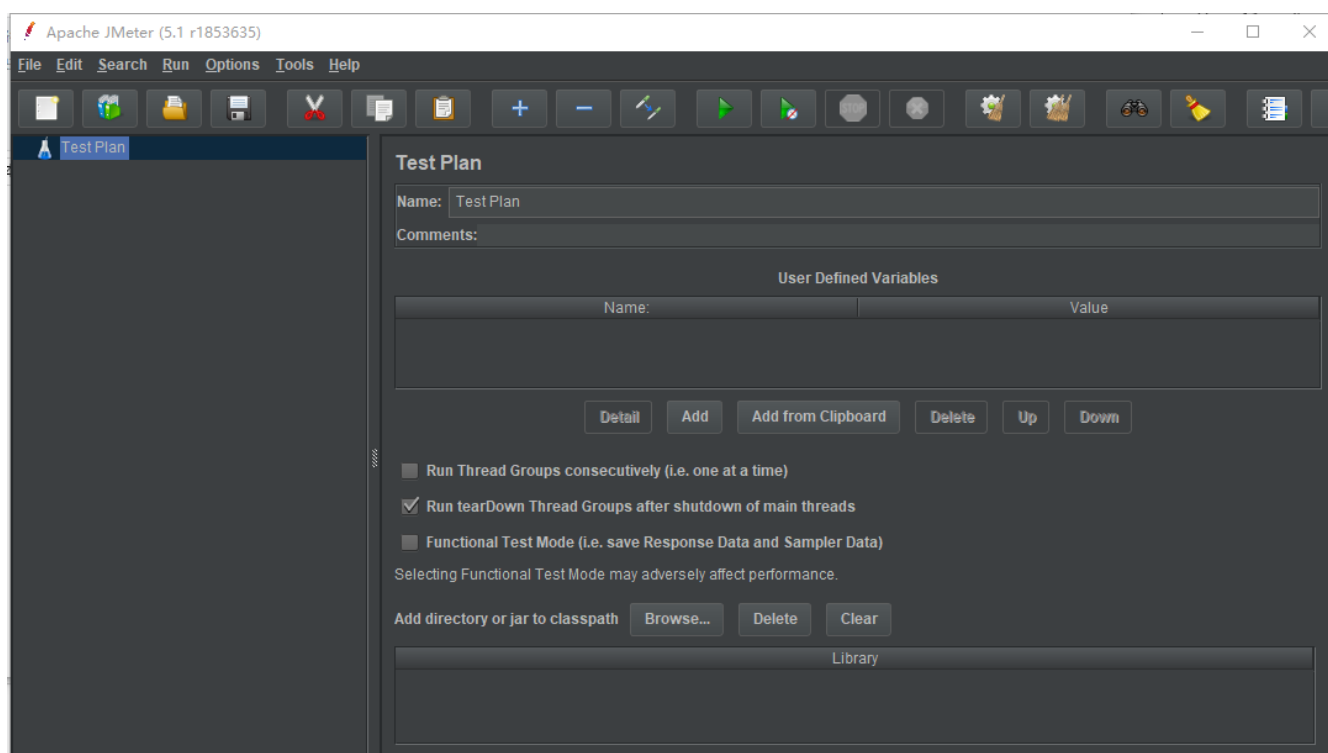 Apache JMeter (5.1 r1853635)
File Edit Search Run Options Tools Help
STOP
Test Plan
Test Plan
Name: Test Plan
Comments:
User Defined Variables
Name: Value
Detail Add Add from Clipboard Delete Up Down
Run Thread Groups consecutively (i.e. one at a time)
Run tearDown Thread Groups after shutdown of main threads
Functional Test Mode (i.e. save Response Data and Sampler Data)
Selecting Functional Test Mode may adversely affect performance.
Add directory or jar to classpath Browse... Delete Clear
Library